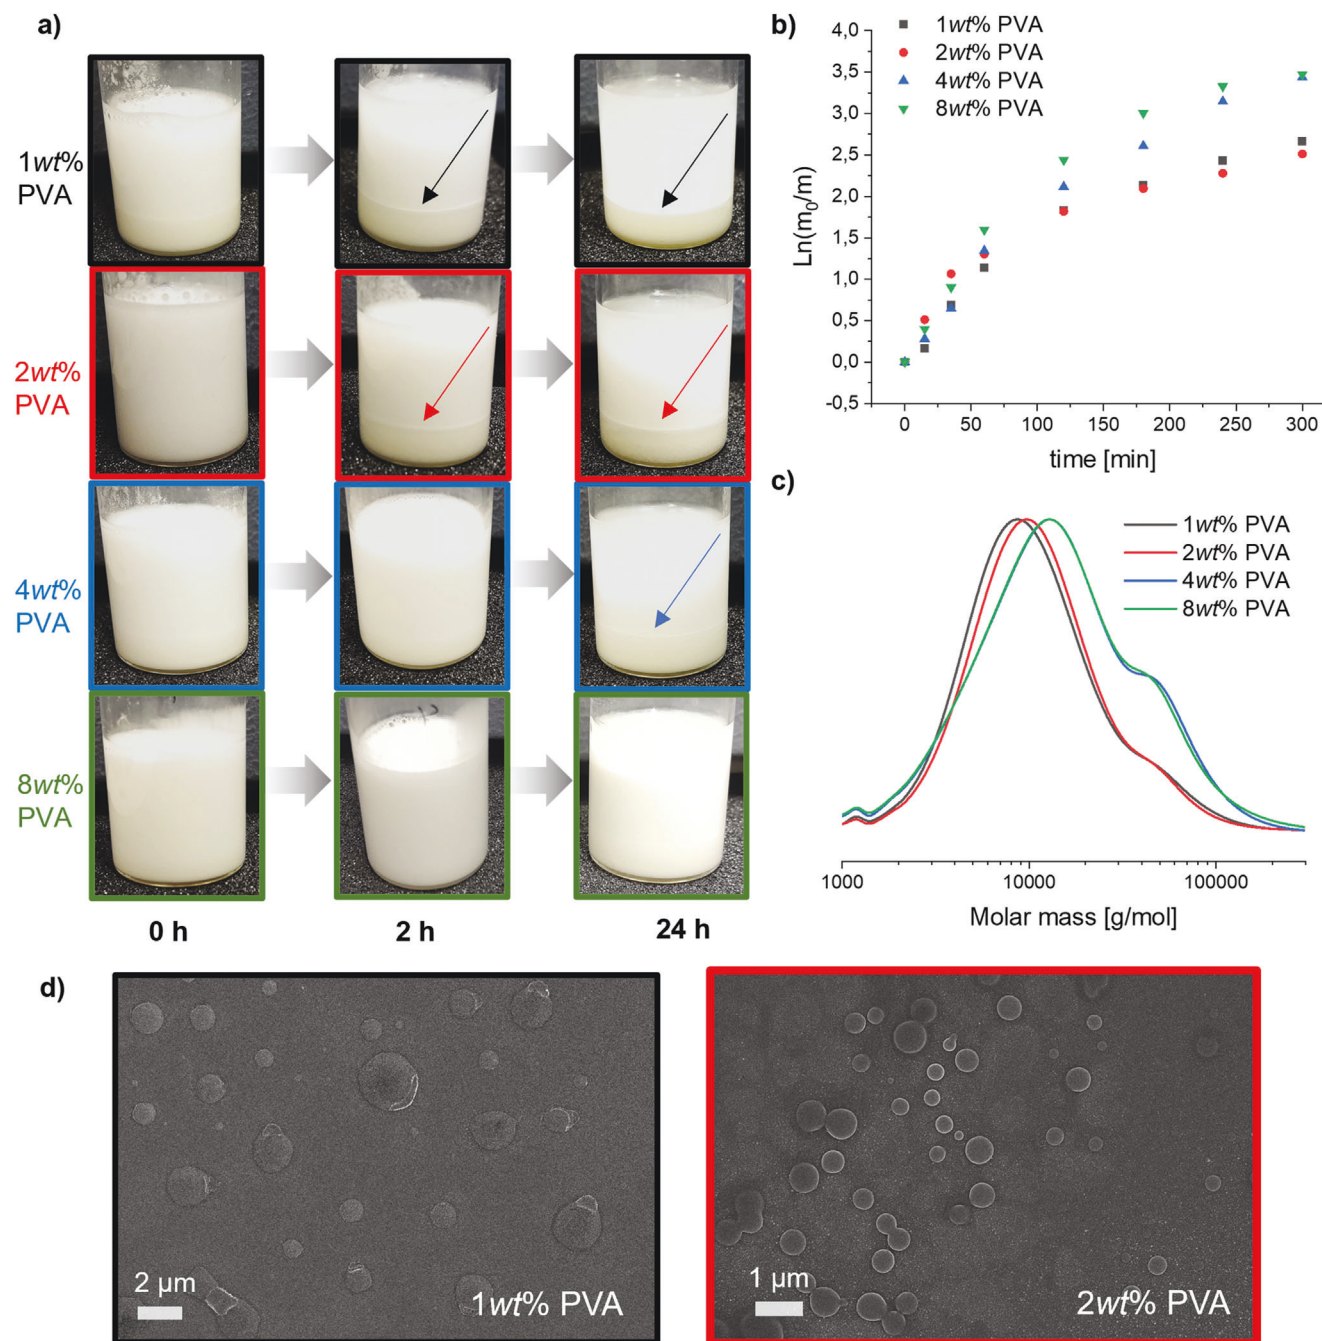 a)
1wt%
PVA
2wt%
PVA
4wt%
PVA
8wt%
PVA
0 h
2 h
24 h
b)
1wt% PVA
2wt% PVA
4wt% PVA
8wt% PVA
Ln(m₀/m)
4,0
3,5
3,0
2,5
2,0
1,5
1,0
0,5
0,0
-0,5
0 50 100 150 200 250 300
time [min]
c)
1wt% PVA
2wt% PVA
4wt% PVA
8wt% PVA
1000 10000 100000
Molar mass [g/mol]
d)
2 µm
1wt% PVA
1 µm
2wt% PVA